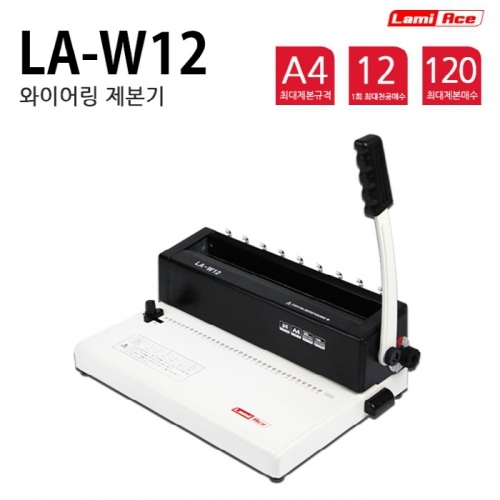 Lami Ace
LA-W12
와이어링 제본기
A4
최대제본규격
12
1회 최대천공매수
120
최대제본매수
LA-W12
A4
Lami Ace